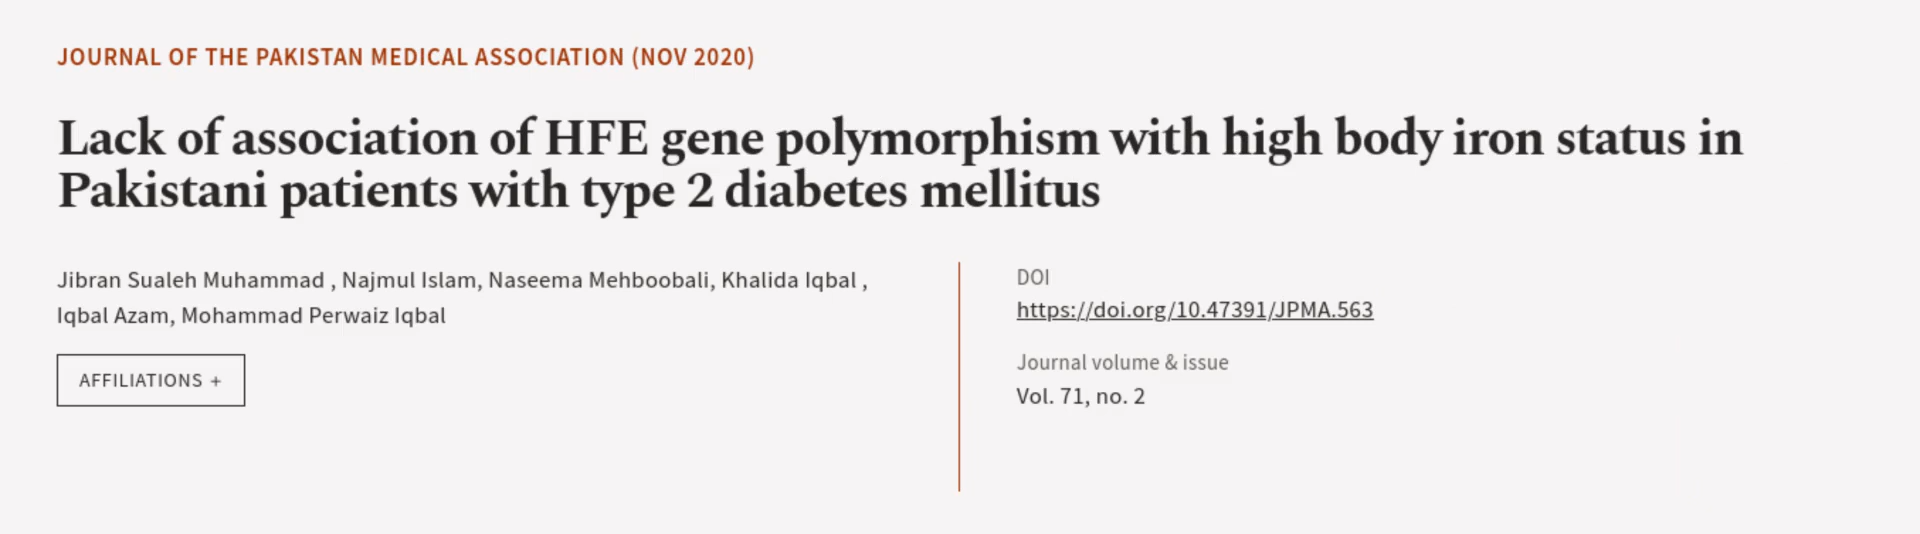 JOURNAL OF THE PAKISTAN MEDICAL ASSOCIATION (NOV 2020)
Lack of association of HFE gene polymorphism with high body iron status in
Pakistani patients with type 2 diabetes mellitus
Jibran Sualeh Muhammad , Najmul Islam, Naseema Mehboobali, Khalida Iqbal ,
Iqbal Azam, Mohammad Perwaiz Iqbal
AFFILIATIONS +
DOI
https://doi.org/10.47391/JPMA.563
Journal volume & issue
Vol. 71, no. 2